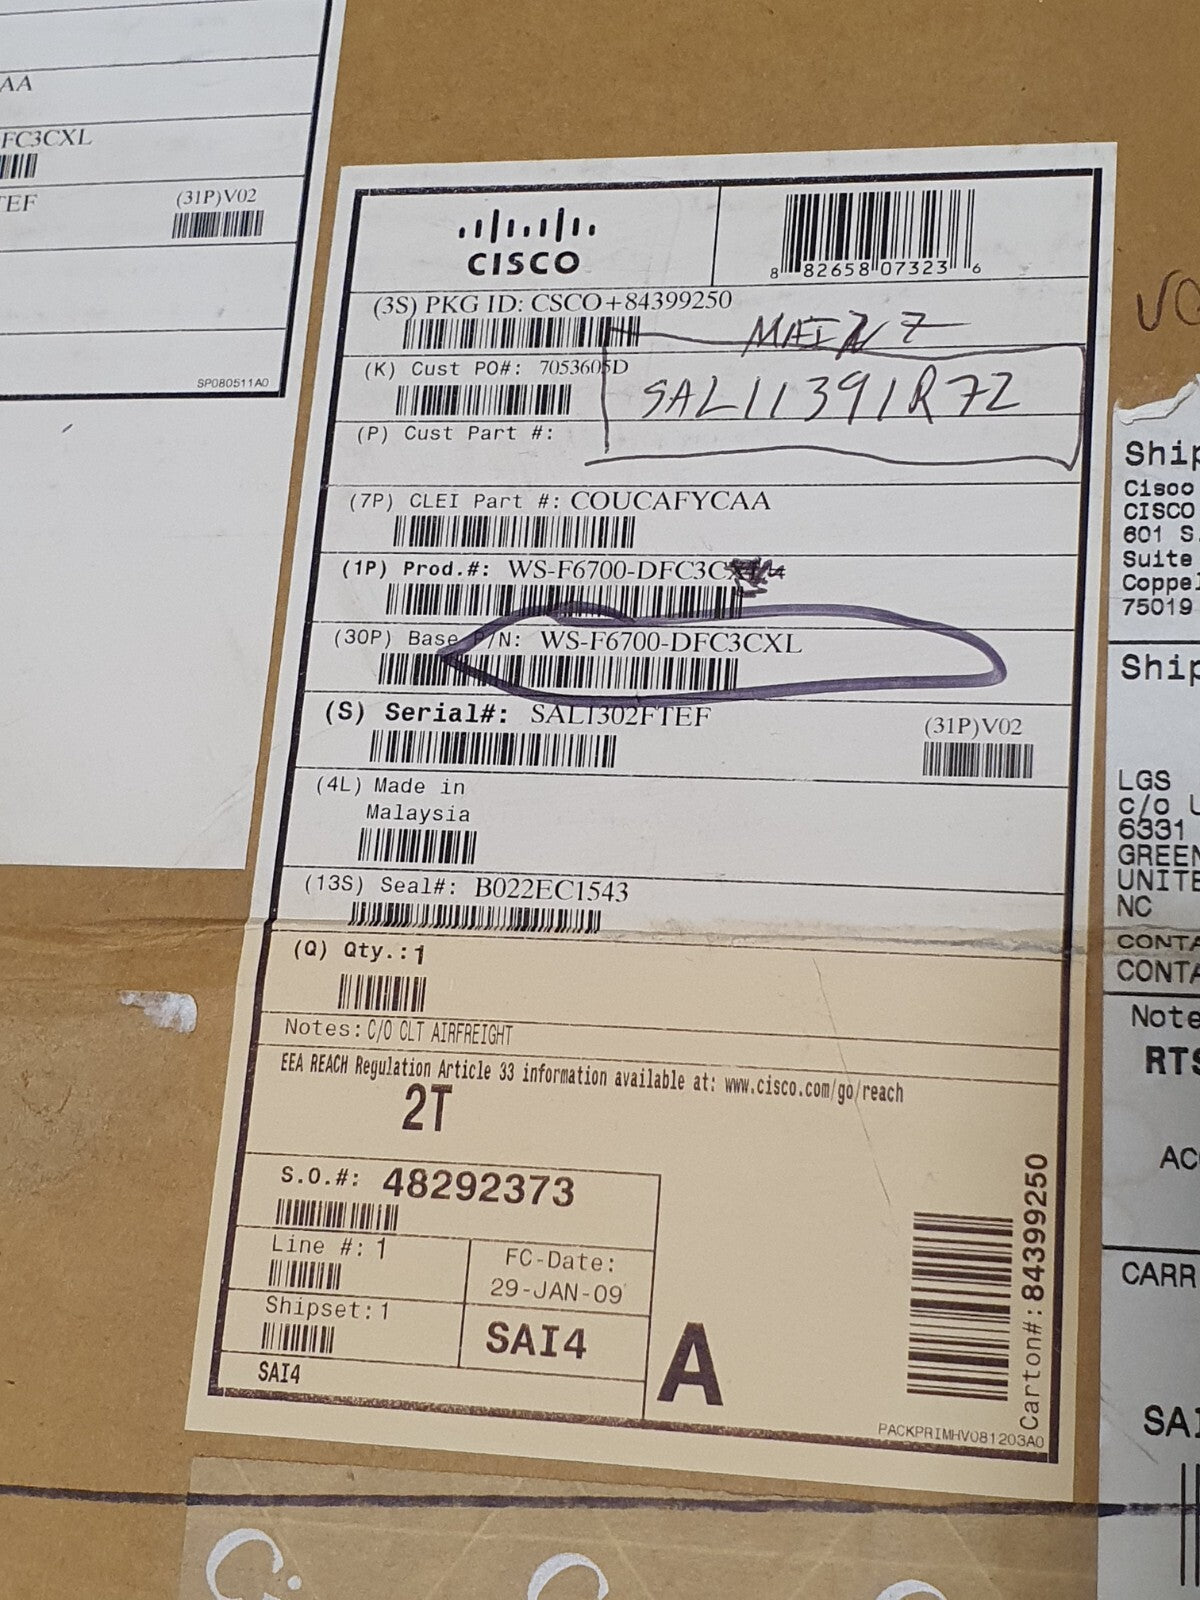 AA
FC3CXL
TEF
(31P)V02
SP080511A0
CISCO
8 82658 07323 6
(3S) PKG ID: CSCO+84399250
MAINZ
(K) Cust PO#: 7053605D
SAL11391R7Z
(P) Cust Part #:
(7P) CLEI Part #: COUCAFYCAA
(1P) Prod.#: WS-F6700-DFC3C
(30P) Base P/N: WS-F6700-DFC3CXL
(S) Serial#: SAL1302FTEF
(31P)V02
(4L) Made in
Malaysia
(13S) Seal#: B022EC1543
(Q) Qty.:1
Notes: C/O CLT AIRFREIGHT
EEA REACH Regulation Article 33 information available at: www.cisco.com/go/reach
2T
S.O.#: 48292373
Line #: 1
FC-Date:
29-JAN-09
Shipset: 1
SAI4
SAI4
A
Carton#: 84399250
PACKPRIMHV081203A0
Ship
Cisco
CISCO
601 S.
Suite
Coppel
75019
Ship
LGS
c/o U
6331
GREEN
UNITE
NC
CONTA
CONTA
Note
RTS
AC
CARR
SAI